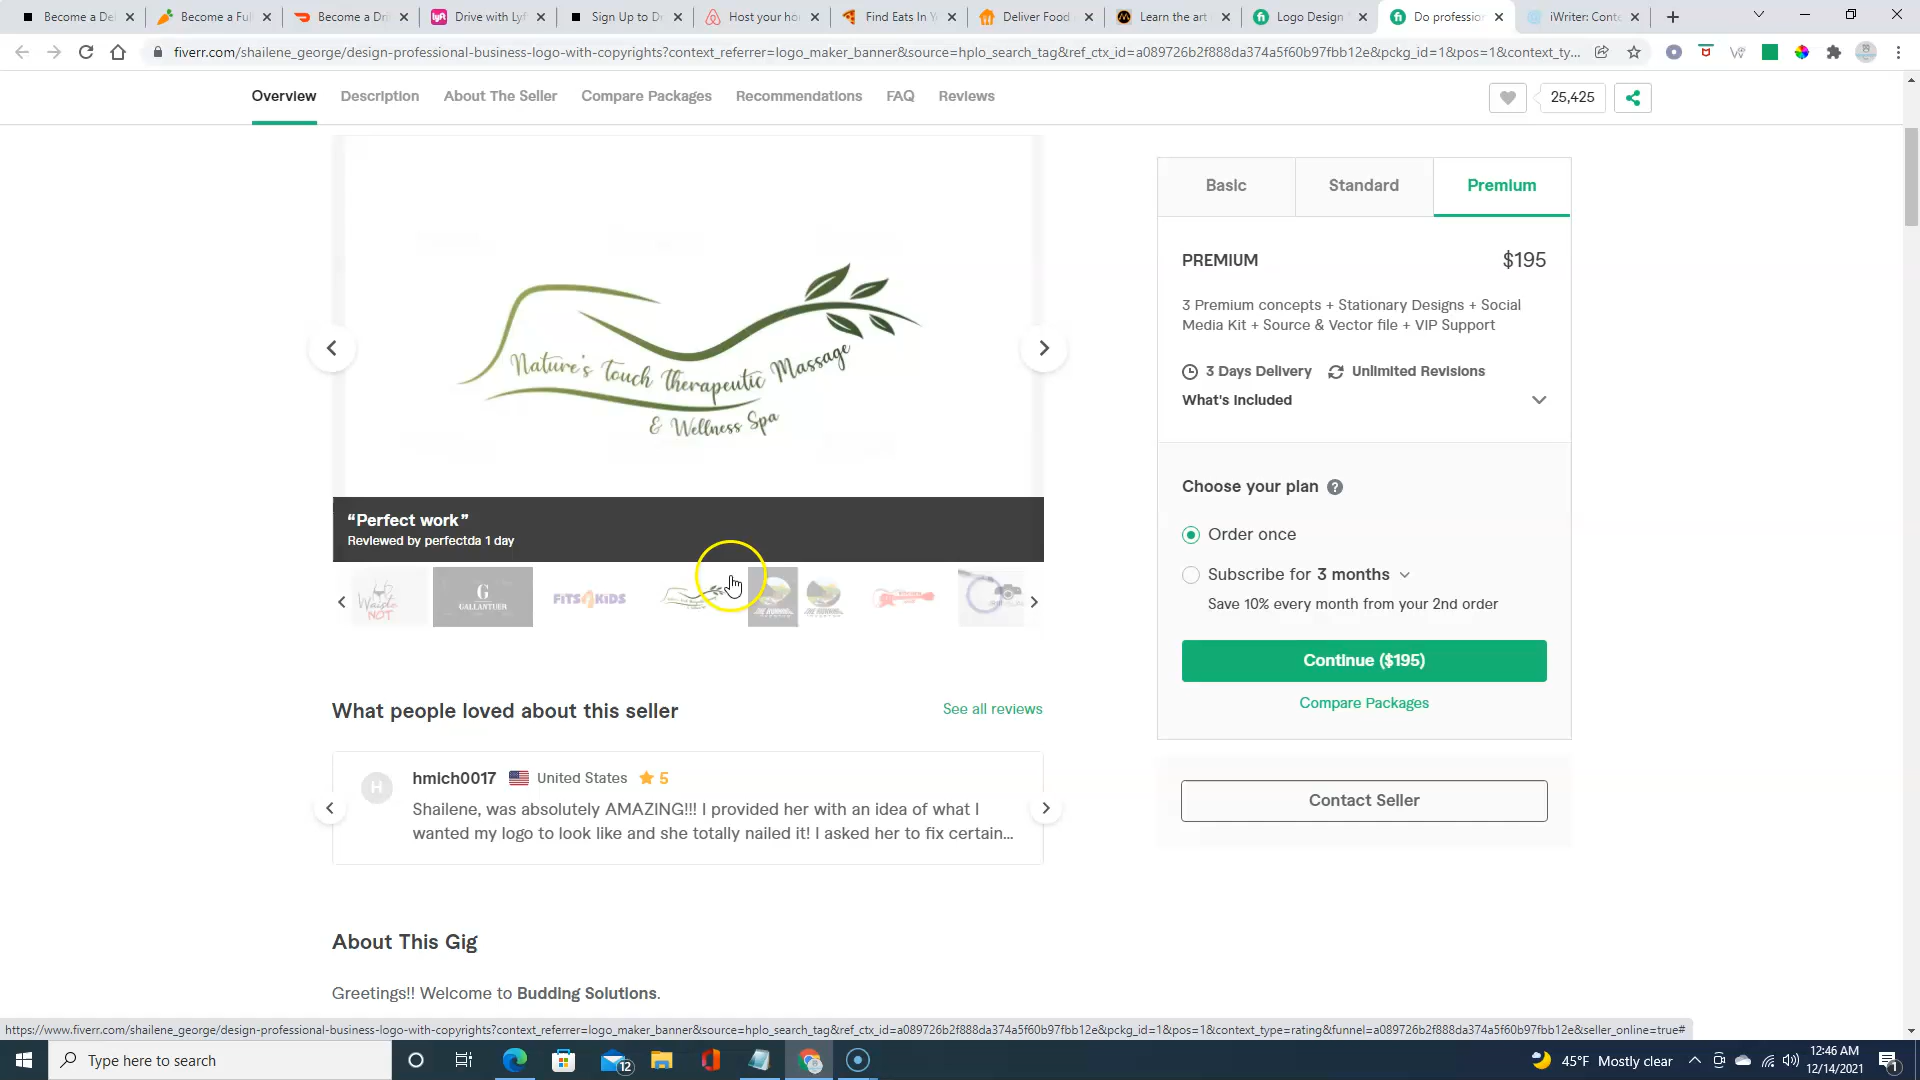 Become a Del
Become a Full
Become a Dri
Drive with Lyf
Sign Up to D
Host your ho
Find Eats In Y
Deliver Food
Learn the art
Logo Design
Do professio
iWriter: Conte
fiverr.com/shailene_george/design-professional-business-logo-with-copyrights?context_referrer=logo_maker_banner&source=hplo_search_tag&ref_ctx_id=a089726b2f888da374a5f60b97fbb12e&pckg_id=1&pos=1&context_ty...
Overview Description About The Seller Compare Packages Recommendations FAQ Reviews
25,425
Nature's Touch Therapeutic Massage
& Wellness Spa
“Perfect work”
Reviewed by perfectda 1 day
Waiste NOT
G
GALLANTUER
FITS4KIDS
What people loved about this seller
See all reviews
H
hmlch0017 United States 5
Shailene, was absolutely AMAZING!!! I provided her with an idea of what I
wanted my logo to look like and she totally nailed it! I asked her to fix certain...
About This Gig
Greetings!! Welcome to Budding Solutions.
Basic Standard Premium
PREMIUM $195
3 Premium concepts + Stationary Designs + Social
Media Kit + Source & Vector file + VIP Support
3 Days Delivery Unlimited Revisions
What's Included
Choose your plan ?
Order once
Subscribe for 3 months
Save 10% every month from your 2nd order
Continue ($195)
Compare Packages
Contact Seller
https://www.fiverr.com/shailene_george/design-professional-business-logo-with-copyrights?context_referrer=logo_maker_banner&source=hplo_search_tag&ref_ctx_id=a089726b2f888da374a5f60b97fbb12e&pckg_id=1&pos=1&context_type=rating&funnel=a089726b2f888da374a5f60b97fbb12e&seller_online=true#
Type here to search
12
45°F Mostly clear
12:46 AM
12/14/2021
1